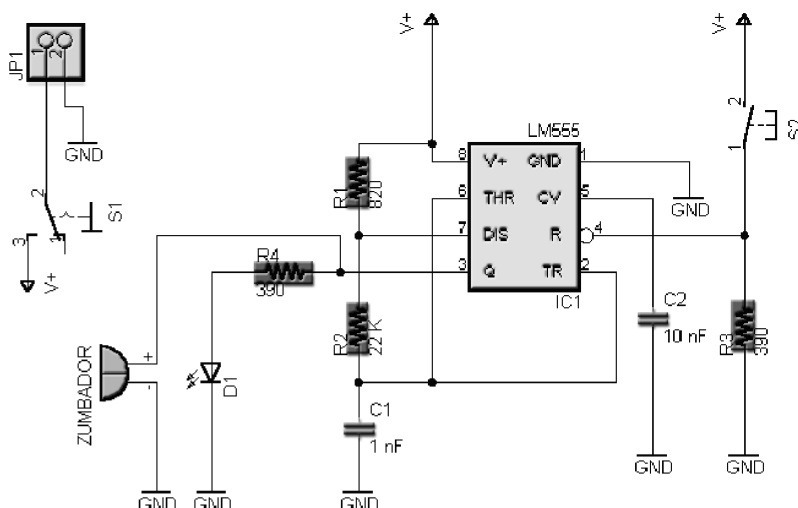 JP1
1
2
GND
2
S1
3
1
V+
ZUMBADOR
+
-
GND
R4
390
D1
GND
V+
R1
820
R2
22 K
C1
1 nF
GND
LM555
8
V+
GND
1
6
THR
CV
5
7
DIS
R
4
3
Q
TR
2
IC1
GND
C2
10 nF
GND
V+
2
1
S2
R3
390
GND